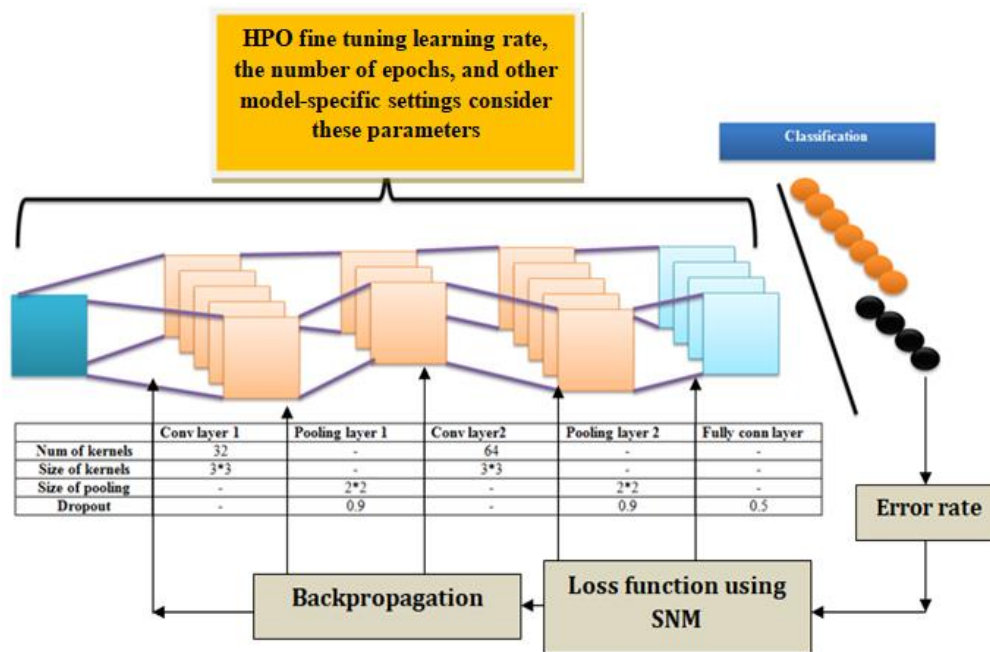 HPO fine tuning learning rate,
the number of epochs, and other
model-specific settings consider
these parameters
Classification
Conv layer 1 Pooling layer 1 Conv layer2 Pooling layer 2 Fully conn layer
Num of kernels 32 - 64 - -
Size of kernels 3*3 - 3*3 - -
Size of pooling - 2*2 - 2*2 -
Dropout - 0.9 - 0.9 0.5
Error rate
Backpropagation
Loss function using
SNM